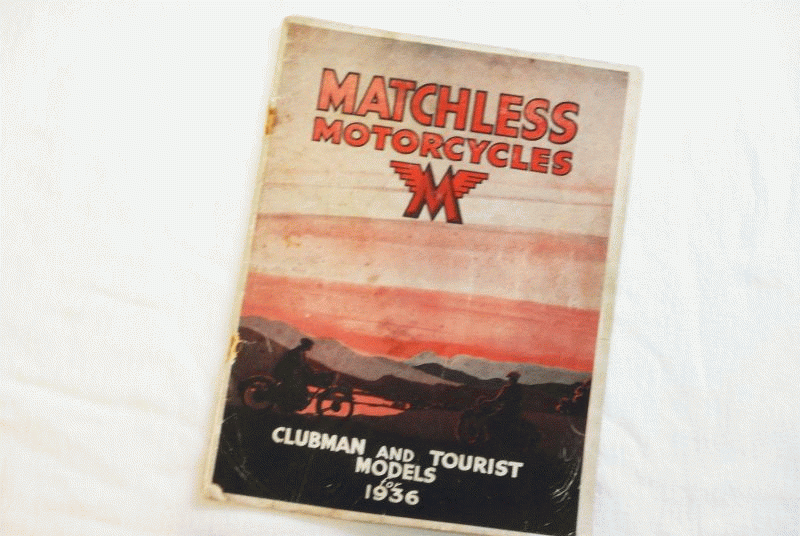 MATCHLESS
MOTORCYCLES
M
CLUBMAN AND TOURIST
MODELS
for
1936